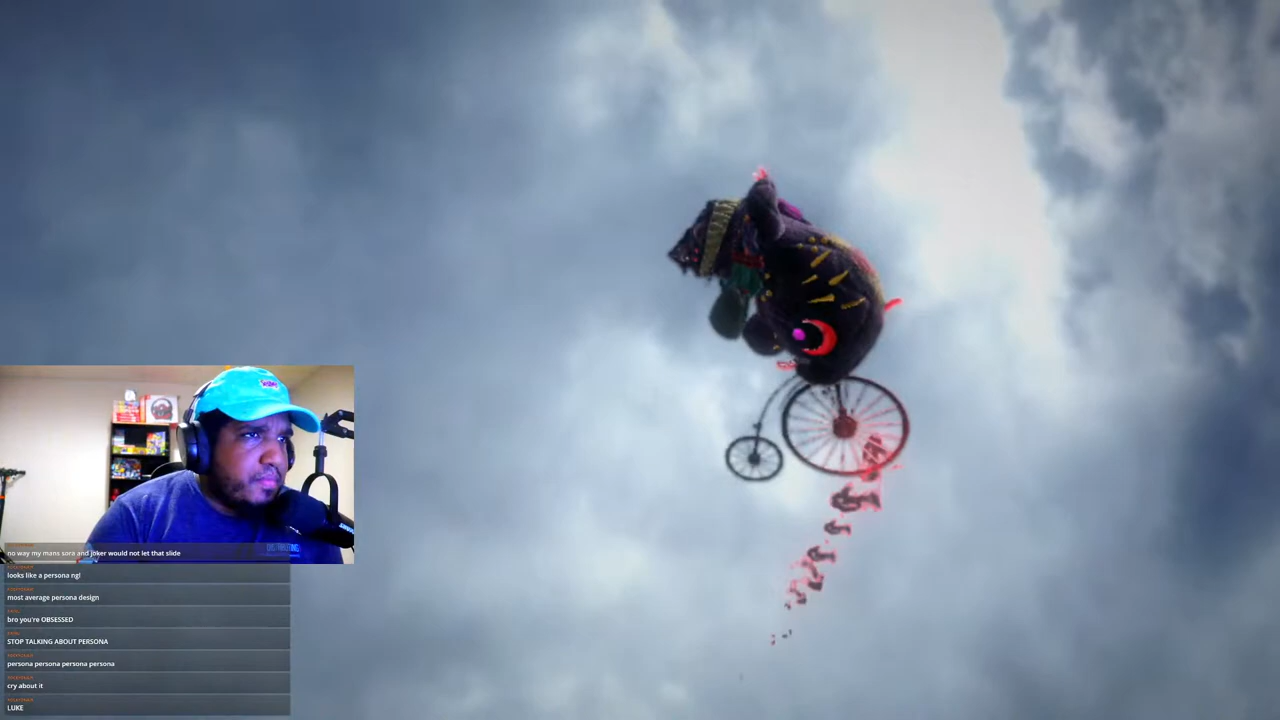 no way my mans sora and joker would not let that slide
looks like a persona ngl
most average persona design
bro you're OBSESSED
STOP TALKING ABOUT PERSONA
persona persona persona persona
cry about it
LUKE